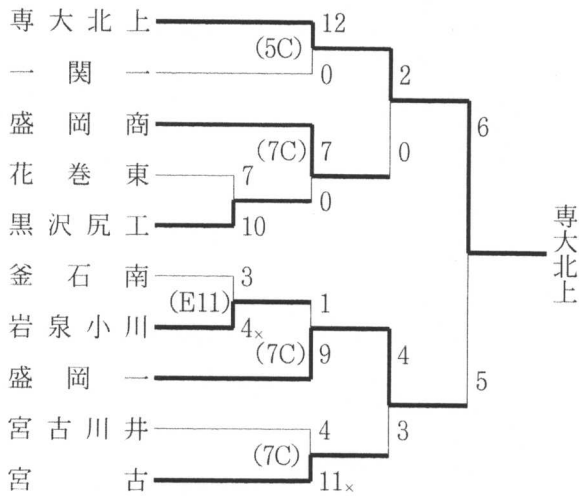 専大北上 12
(5C) 2
一関一 0
6
盛岡商
(7C) 7 0
花巻東 7
0
黒沢尻工 10
専大北上
釜石南 3
(E11) 1
岩泉小川 4×
(7C) 9 4
盛岡一
5
宮古川井 4 3
(7C)
宮古 11×